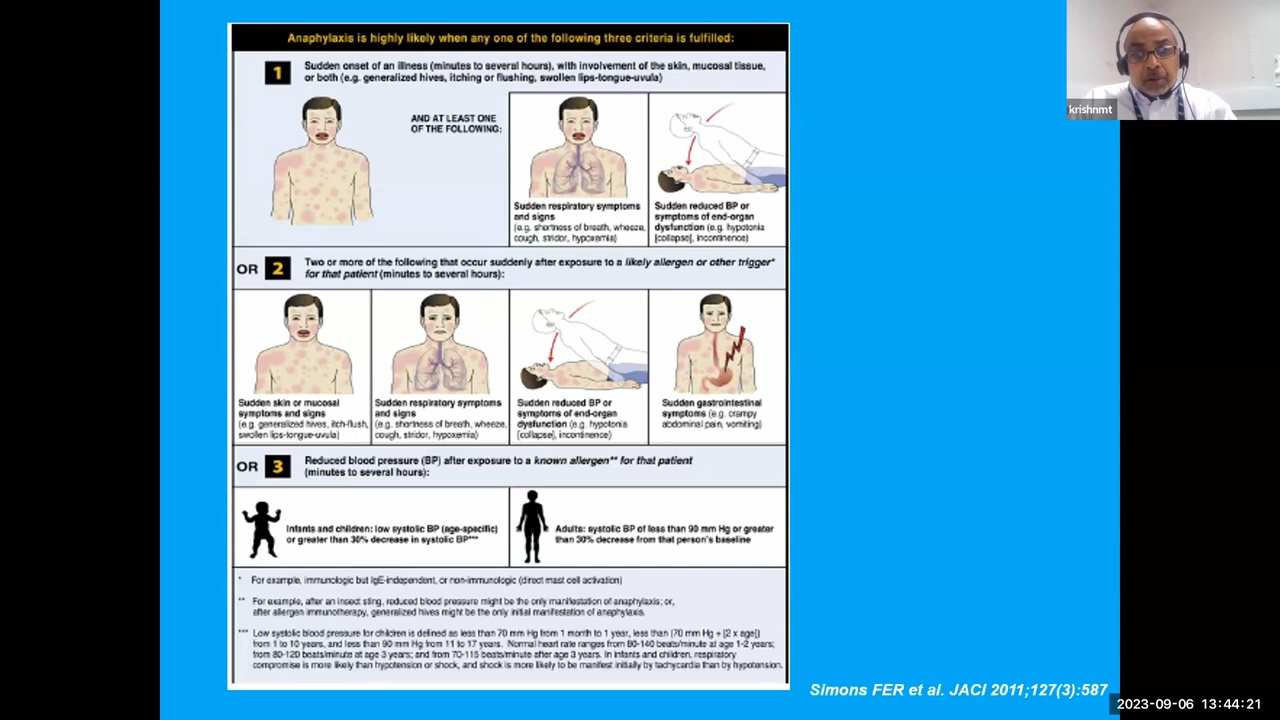 Anaphylaxis is highly likely when any one of the following three criteria is fulfilled:
1
Sudden onset of an illness (minutes to several hours), with involvement of the skin, mucosal tissue,
or both (e.g. generalized hives, itching or flushing, swollen lips-tongue-uvula)
AND AT LEAST ONE
OF THE FOLLOWING:
Sudden respiratory symptoms
and signs
(e.g. shortness of breath, wheeze,
cough, stridor, hypoxemia)
Sudden reduced BP or
symptoms of end-organ
dysfunction (e.g. hypotonia
[collapse], incontinence)
OR 2
Two or more of the following that occur suddenly after exposure to a likely allergen or other trigger*
for that patient (minutes to several hours):
Sudden skin or mucosal
symptoms and signs
(e.g. generalized hives, itch-flush,
swollen lips-tongue-uvula)
Sudden respiratory symptoms
and signs
(e.g. shortness of breath, wheeze,
cough, stridor, hypoxemia)
Sudden reduced BP or
symptoms of end-organ
dysfunction (e.g. hypotonia
[collapse], incontinence)
Sudden gastrointestinal
symptoms (e.g. crampy
abdominal pain, vomiting)
OR 3
Reduced blood pressure (BP) after exposure to a known allergen** for that patient
(minutes to several hours):
Infants and children: low systolic BP (age-specific)
or greater than 30% decrease in systolic BP***
Adults: systolic BP of less than 90 mm Hg or greater
than 30% decrease from that person's baseline
* For example, immunologic but IgE-independent, or non-immunologic (direct mast cell activation)
** For example, after an insect sting, reduced blood pressure might be the only manifestation of anaphylaxis; or,
after allergen immunotherapy, generalized hives might be the only initial manifestation of anaphylaxis.
*** Low systolic blood pressure for children is defined as less than 70 mm Hg from 1 month to 1 year, less than (70 mm Hg + [2 x age])
from 1 to 10 years, and less than 90 mm Hg from 11 to 17 years. Normal heart rate ranges from 80-140 beats/minute at age 1-2 years;
from 80-120 beats/minute at age 3 years; and from 70-115 beats/minute after age 3 years. In infants and children, respiratory
compromise is more likely than hypotension or shock, and shock is more likely to be manifest initially by tachycardia than by hypotension.
Simons FER et al. JACI 2011;127(3):587
krishnmt
2023-09-06 13:44:21